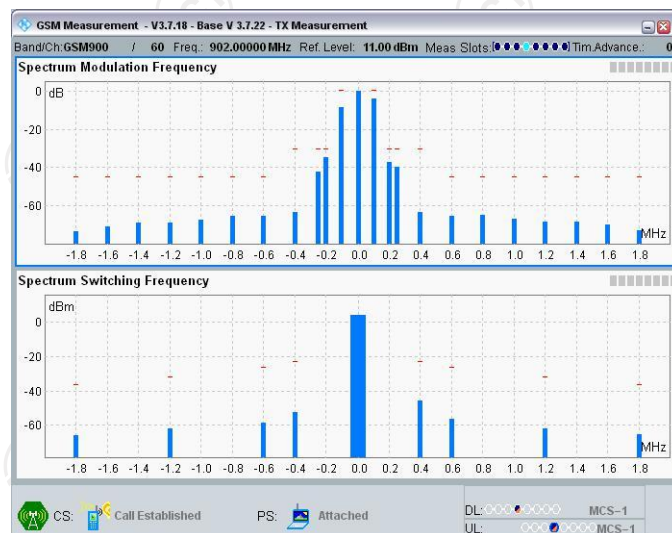 GSM Measurement - V3.7.18 - Base V 3.7.22 - TX Measurement
Band/Ch:GSM900 / 60 Freq.: 902.00000 MHz Ref. Level: 11.00 dBm Meas Slots: Tim.Advance.: 0
Spectrum Modulation Frequency
dB
0
-20
-40
-60
MHz
-1.8 -1.6 -1.4 -1.2 -1.0 -0.8 -0.6 -0.4 -0.2 0.0 0.2 0.4 0.6 0.8 1.0 1.2 1.4 1.6 1.8
Spectrum Switching Frequency
dBm
0
-20
-40
-60
MHz
-1.8 -1.6 -1.4 -1.2 -1.0 -0.8 -0.6 -0.4 -0.2 0.0 0.2 0.4 0.6 0.8 1.0 1.2 1.4 1.6 1.8
CS: Call Established PS: Attached
DL: MCS-1
UL: MCS-1